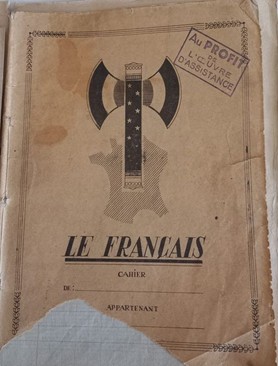 Au PROFIT
DE
L'ŒUVRE
D'ASSISTANCE
LE FRANÇAIS
CAHIER
DE :
APPARTENANT